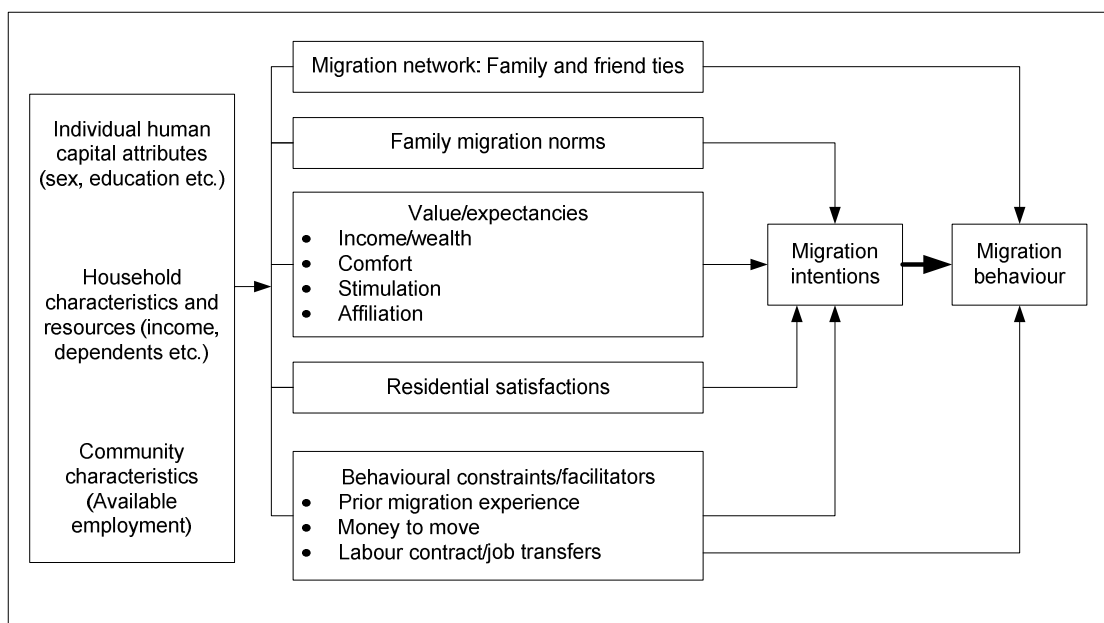 Migration network: Family and friend ties
Individual human
capital attributes
(sex, education etc.)
Household
characteristics and
resources (income,
dependents etc.)
Community
characteristics
(Available
employment)
Family migration norms
Value/expectancies
• Income/wealth
• Comfort
• Stimulation
• Affiliation
Residential satisfactions
Behavioural constraints/facilitators
• Prior migration experience
• Money to move
• Labour contract/job transfers
Migration
intentions
Migration
behaviour